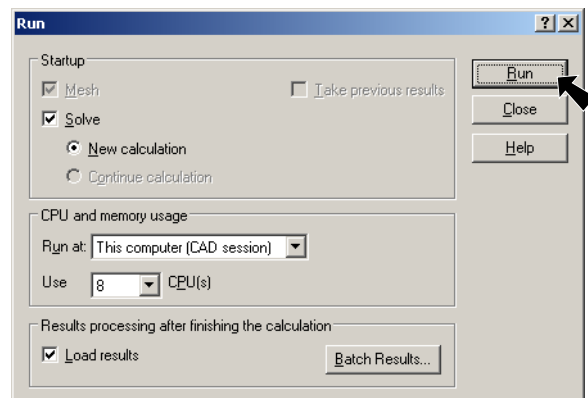 Run
Startup
Mesh
Take previous results
Solve
New calculation
Continue calculation
Run
Close
Help
CPU and memory usage
Run at: This computer (CAD session)
Use 8 CPU(s)
Results processing after finishing the calculation
Load results
Batch Results...